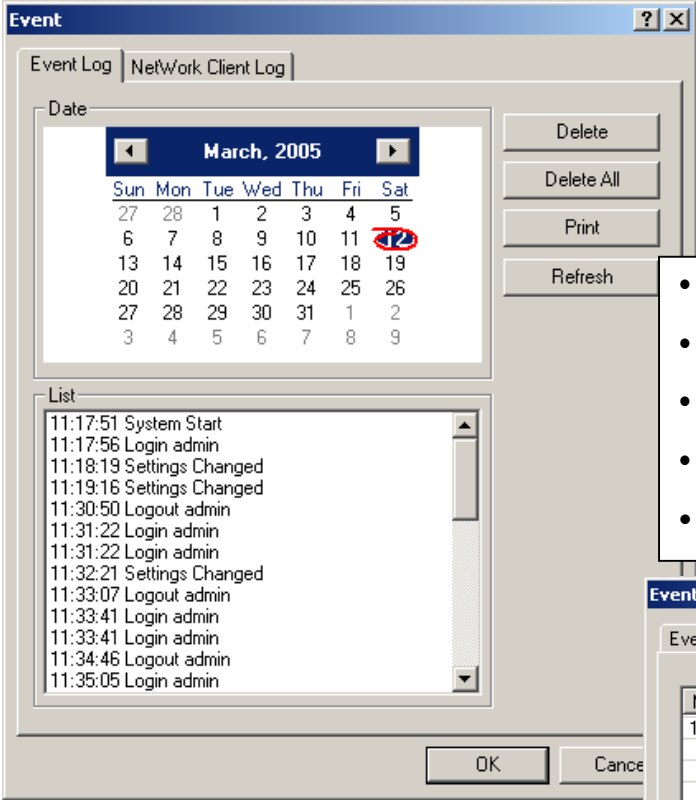 Event
Event Log NetWork Client Log
Date
March, 2005
Sun Mon Tue Wed Thu Fri Sat
27 28 1 2 3 4 5
6 7 8 9 10 11 12
13 14 15 16 17 18 19
20 21 22 23 24 25 26
27 28 29 30 31 1 2
3 4 5 6 7 8 9
Delete
Delete All
Print
Refresh
List
11:17:51 System Start
11:17:56 Login admin
11:18:19 Settings Changed
11:19:16 Settings Changed
11:30:50 Logout admin
11:31:22 Login admin
11:31:22 Login admin
11:32:21 Settings Changed
11:33:07 Logout admin
11:33:41 Login admin
11:33:41 Login admin
11:34:46 Logout admin
11:35:05 Login admin
OK Cance
Event
Eve
1